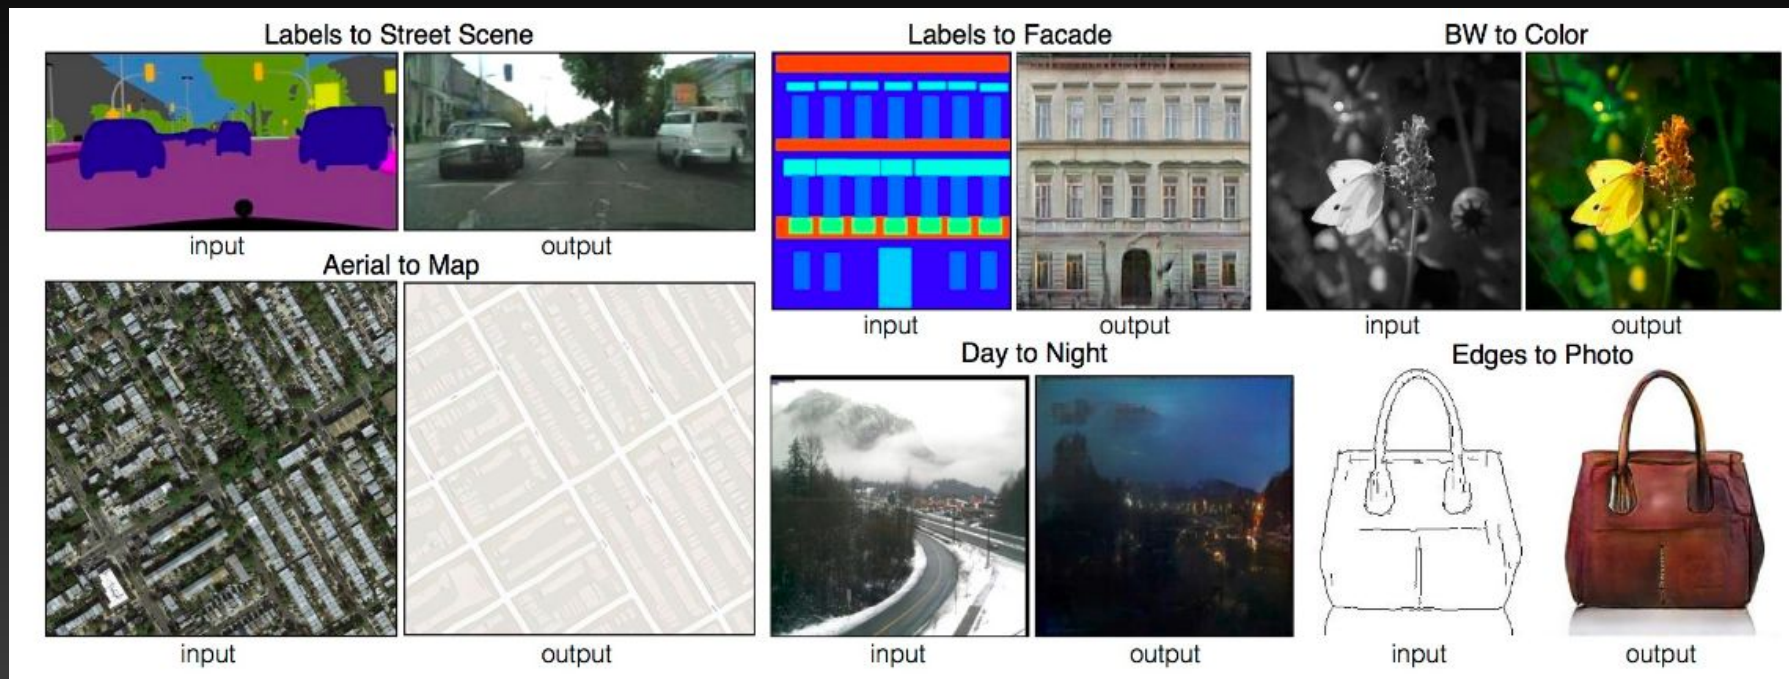 Labels to Street Scene
input
output
Aerial to Map
input
output
Labels to Facade
input
output
BW to Color
input
output
Day to Night
input
output
Edges to Photo
input
output